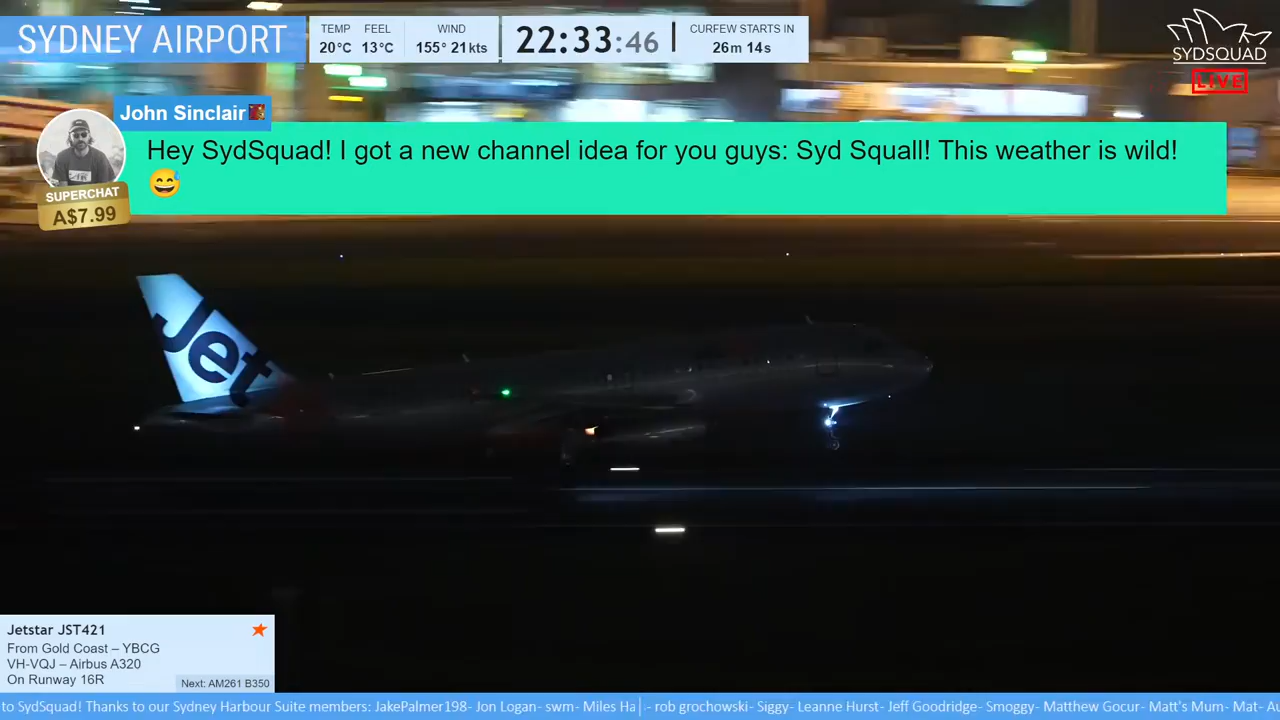 SYDNEY AIRPORT
TEMP FEEL WIND
20°C 13°C 155° 21kts
22:33:46
CURFEW STARTS IN
26m 14s
SYDSQUAD
LIVE
John Sinclair
Hey SydSquad! I got a new channel idea for you guys: Syd Squall! This weather is wild!
😅
SUPERCHAT
A$7.99
Jet
Jetstar JST421
From Gold Coast – YBCG
VH-VQJ – Airbus A320
On Runway 16R
Next: AM261 B350
to SydSquad! Thanks to our Sydney Harbour Suite members: JakePalmer198- Jon Logan- swm- Miles Ha|:- rob grochowski- Siggy- Leanne Hurst- Jeff Goodridge- Smoggy- Matthew Gocur- Matt's Mum- Mat- Au